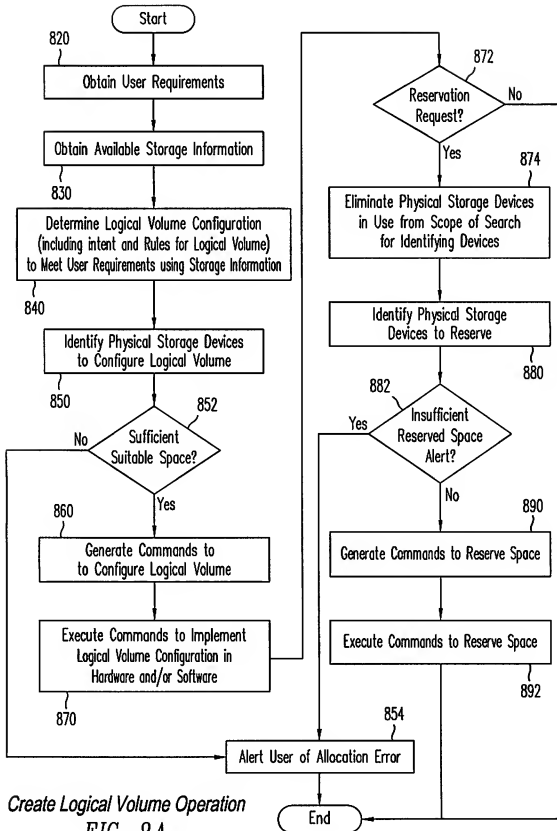 Start
820
Obtain User Requirements
Obtain Available Storage Information
830
Determine Logical Volume Configuration
(including intent and Rules for Logical Volume)
to Meet User Requirements using Storage Information
840
Identify Physical Storage Devices
to Configure Logical Volume
850
852
No
Sufficient
Suitable Space?
Yes
860
Generate Commands to
to Configure Logical Volume
Execute Commands to Implement
Logical Volume Configuration in
Hardware and/or Software
870
872
Reservation
Request?
No
Yes
874
Eliminate Physical Storage Devices
in Use from Scope of Search
for Identifying Devices
Identify Physical Storage
Devices to Reserve
880
882
Yes
Insufficient
Reserved Space
Alert?
No
890
Generate Commands to Reserve Space
Execute Commands to Reserve Space
892
854
Alert User of Allocation Error
End
Create Logical Volume Operation
FIG. 8A